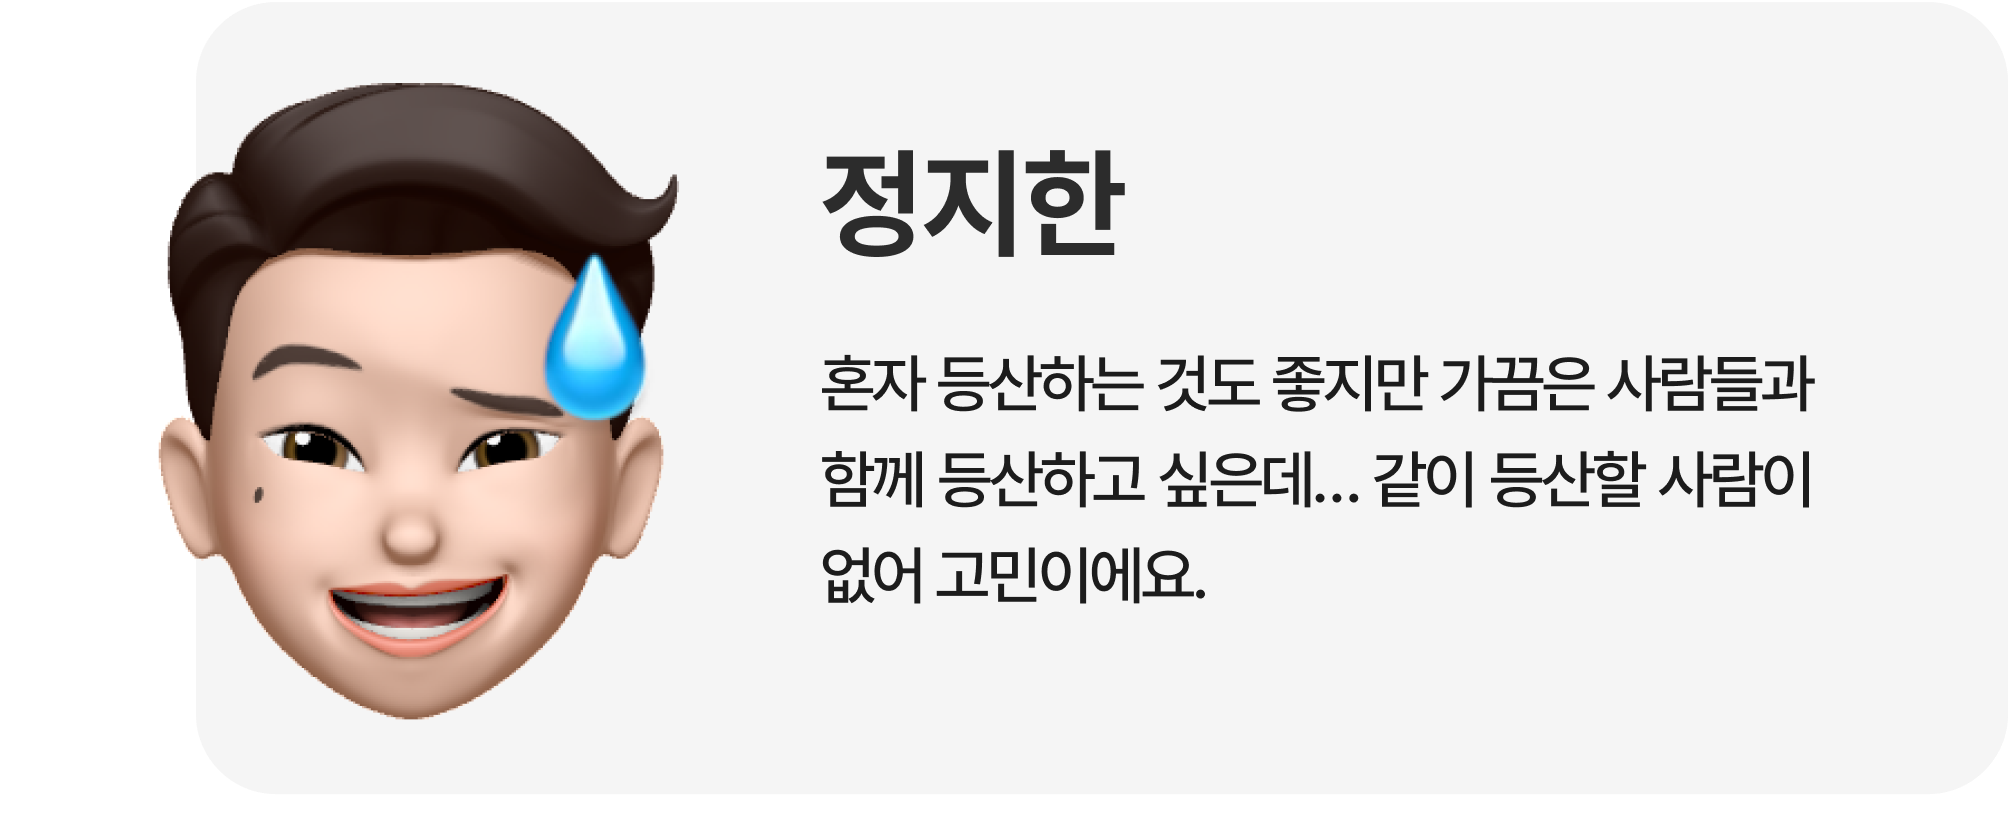 정지한
혼자 등산하는 것도 좋지만 가끔은 사람들과
함께 등산하고 싶은데... 같이 등산할 사람이
없어 고민이에요.